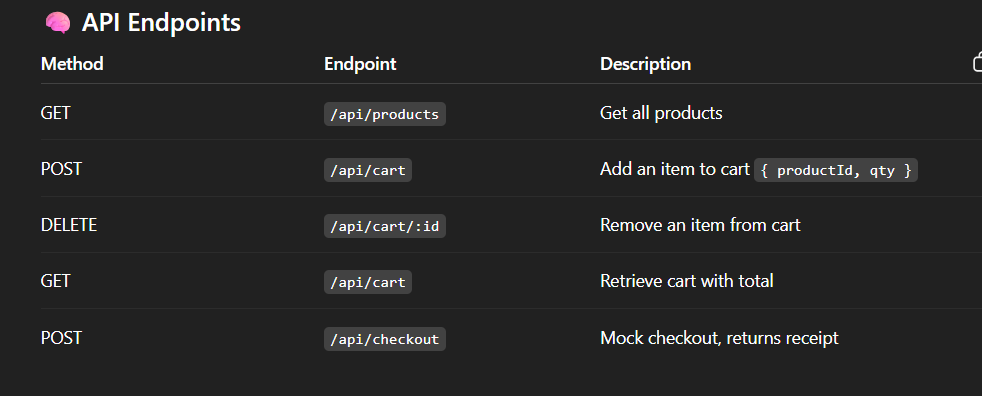 🧠 API Endpoints
Method Endpoint Description
GET /api/products Get all products
POST /api/cart Add an item to cart { productId, qty }
DELETE /api/cart/:id Remove an item from cart
GET /api/cart Retrieve cart with total
POST /api/checkout Mock checkout, returns receipt